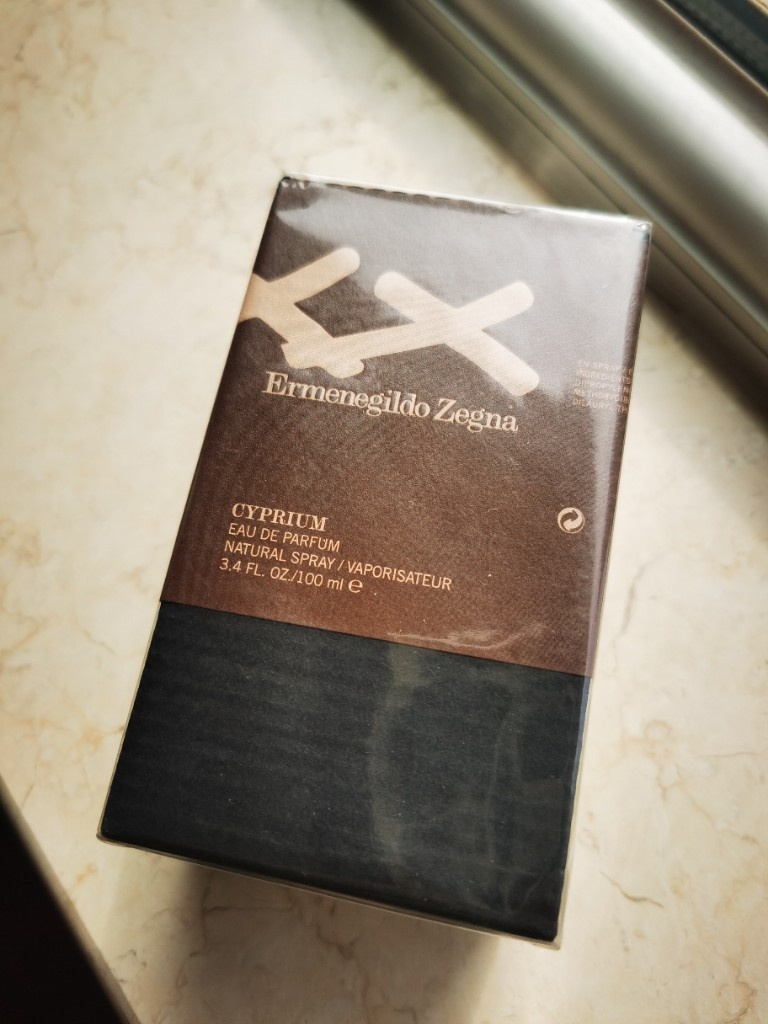 Ermenegildo Zegna
CYPRIUM
EAU DE PARFUM
NATURAL SPRAY / VAPORISATEUR
3.4 FL. OZ./100 ml ℮